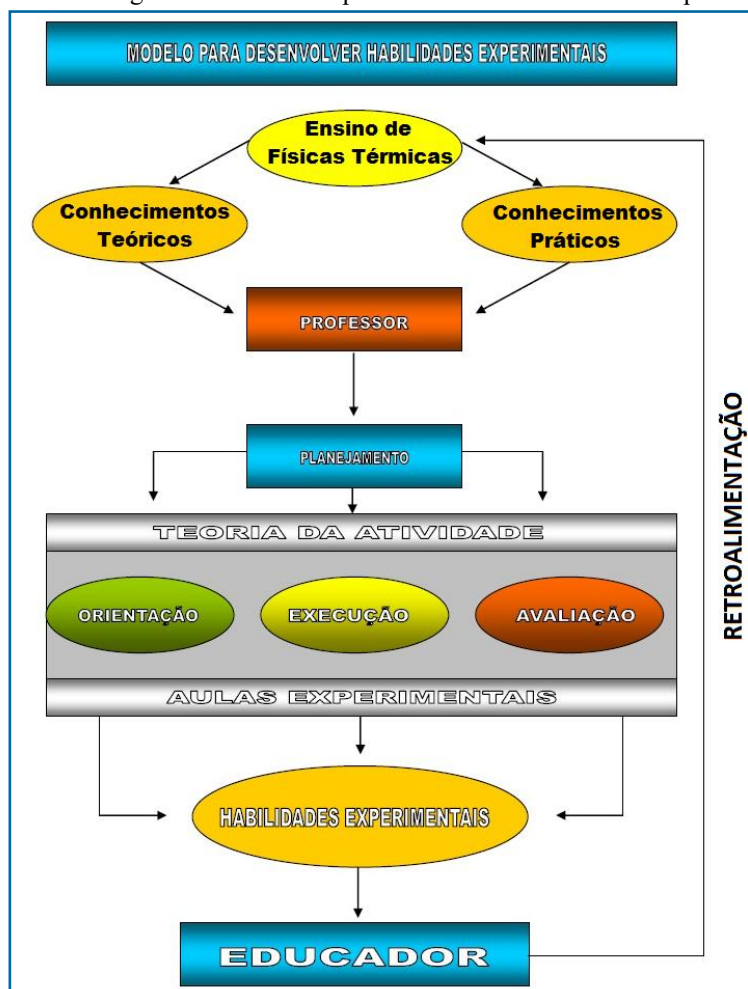 MODELO PARA DESENVOLVER HABILIDADES EXPERIMENTAIS
Ensino de
Físicas Térmicas
Conhecimentos
Teóricos
Conhecimentos
Práticos
PROFESSOR
PLANEJAMENTO
TEORIA DA ATIVIDADE
ORIENTAÇÃO
EXECUÇÃO
AVALIAÇÃO
AULAS EXPERIMENTAIS
HABILIDADES EXPERIMENTAIS
EDUCADOR
RETROALIMENTAÇÃO